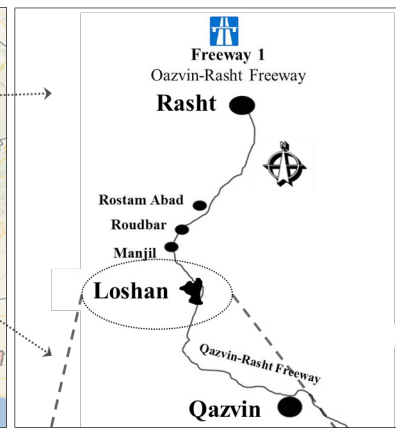 Freeway 1
Oazvin-Rasht Freeway
Rasht
Rostam Abad
Roudbar
Manjil
Loshan
Qazvin-Rasht Freeway
Qazvin